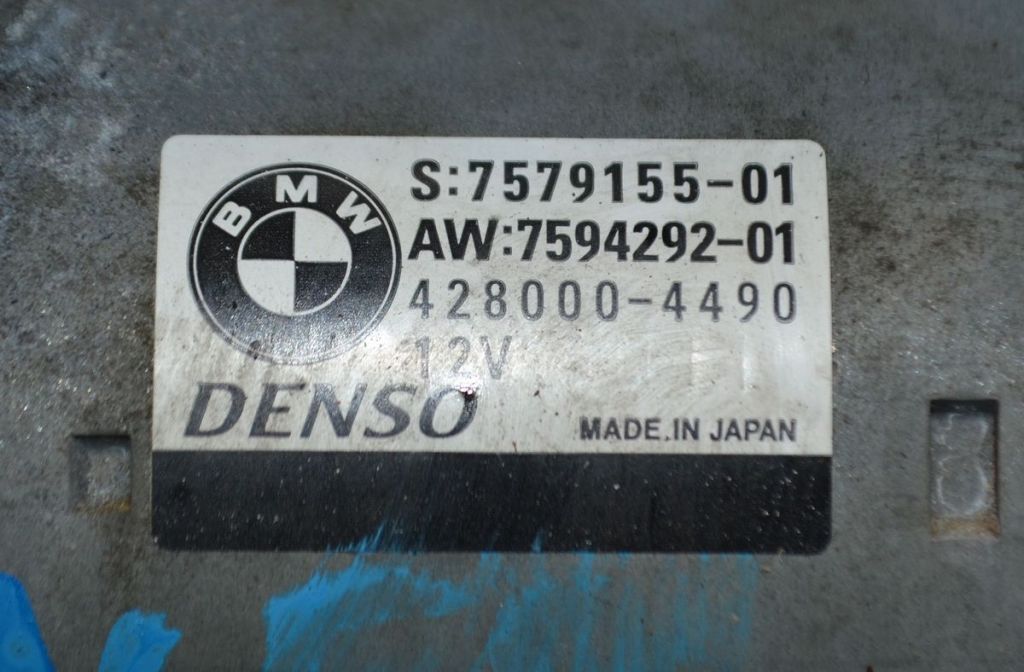 BMW
S:7579155-01
AW:7594292-01
428000-4490
12V
DENSO
MADE.IN JAPAN